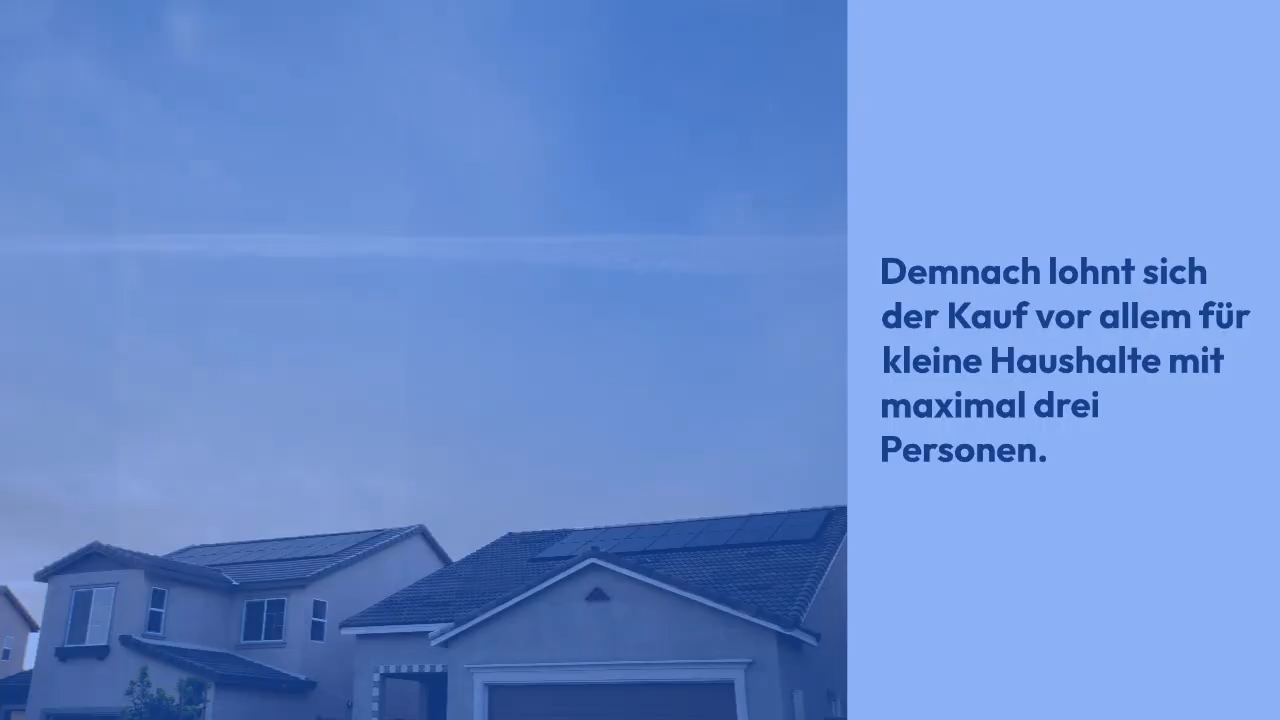 Demnach lohnt sich
der Kauf vor allem für
kleine Haushalte mit
maximal drei
Personen.